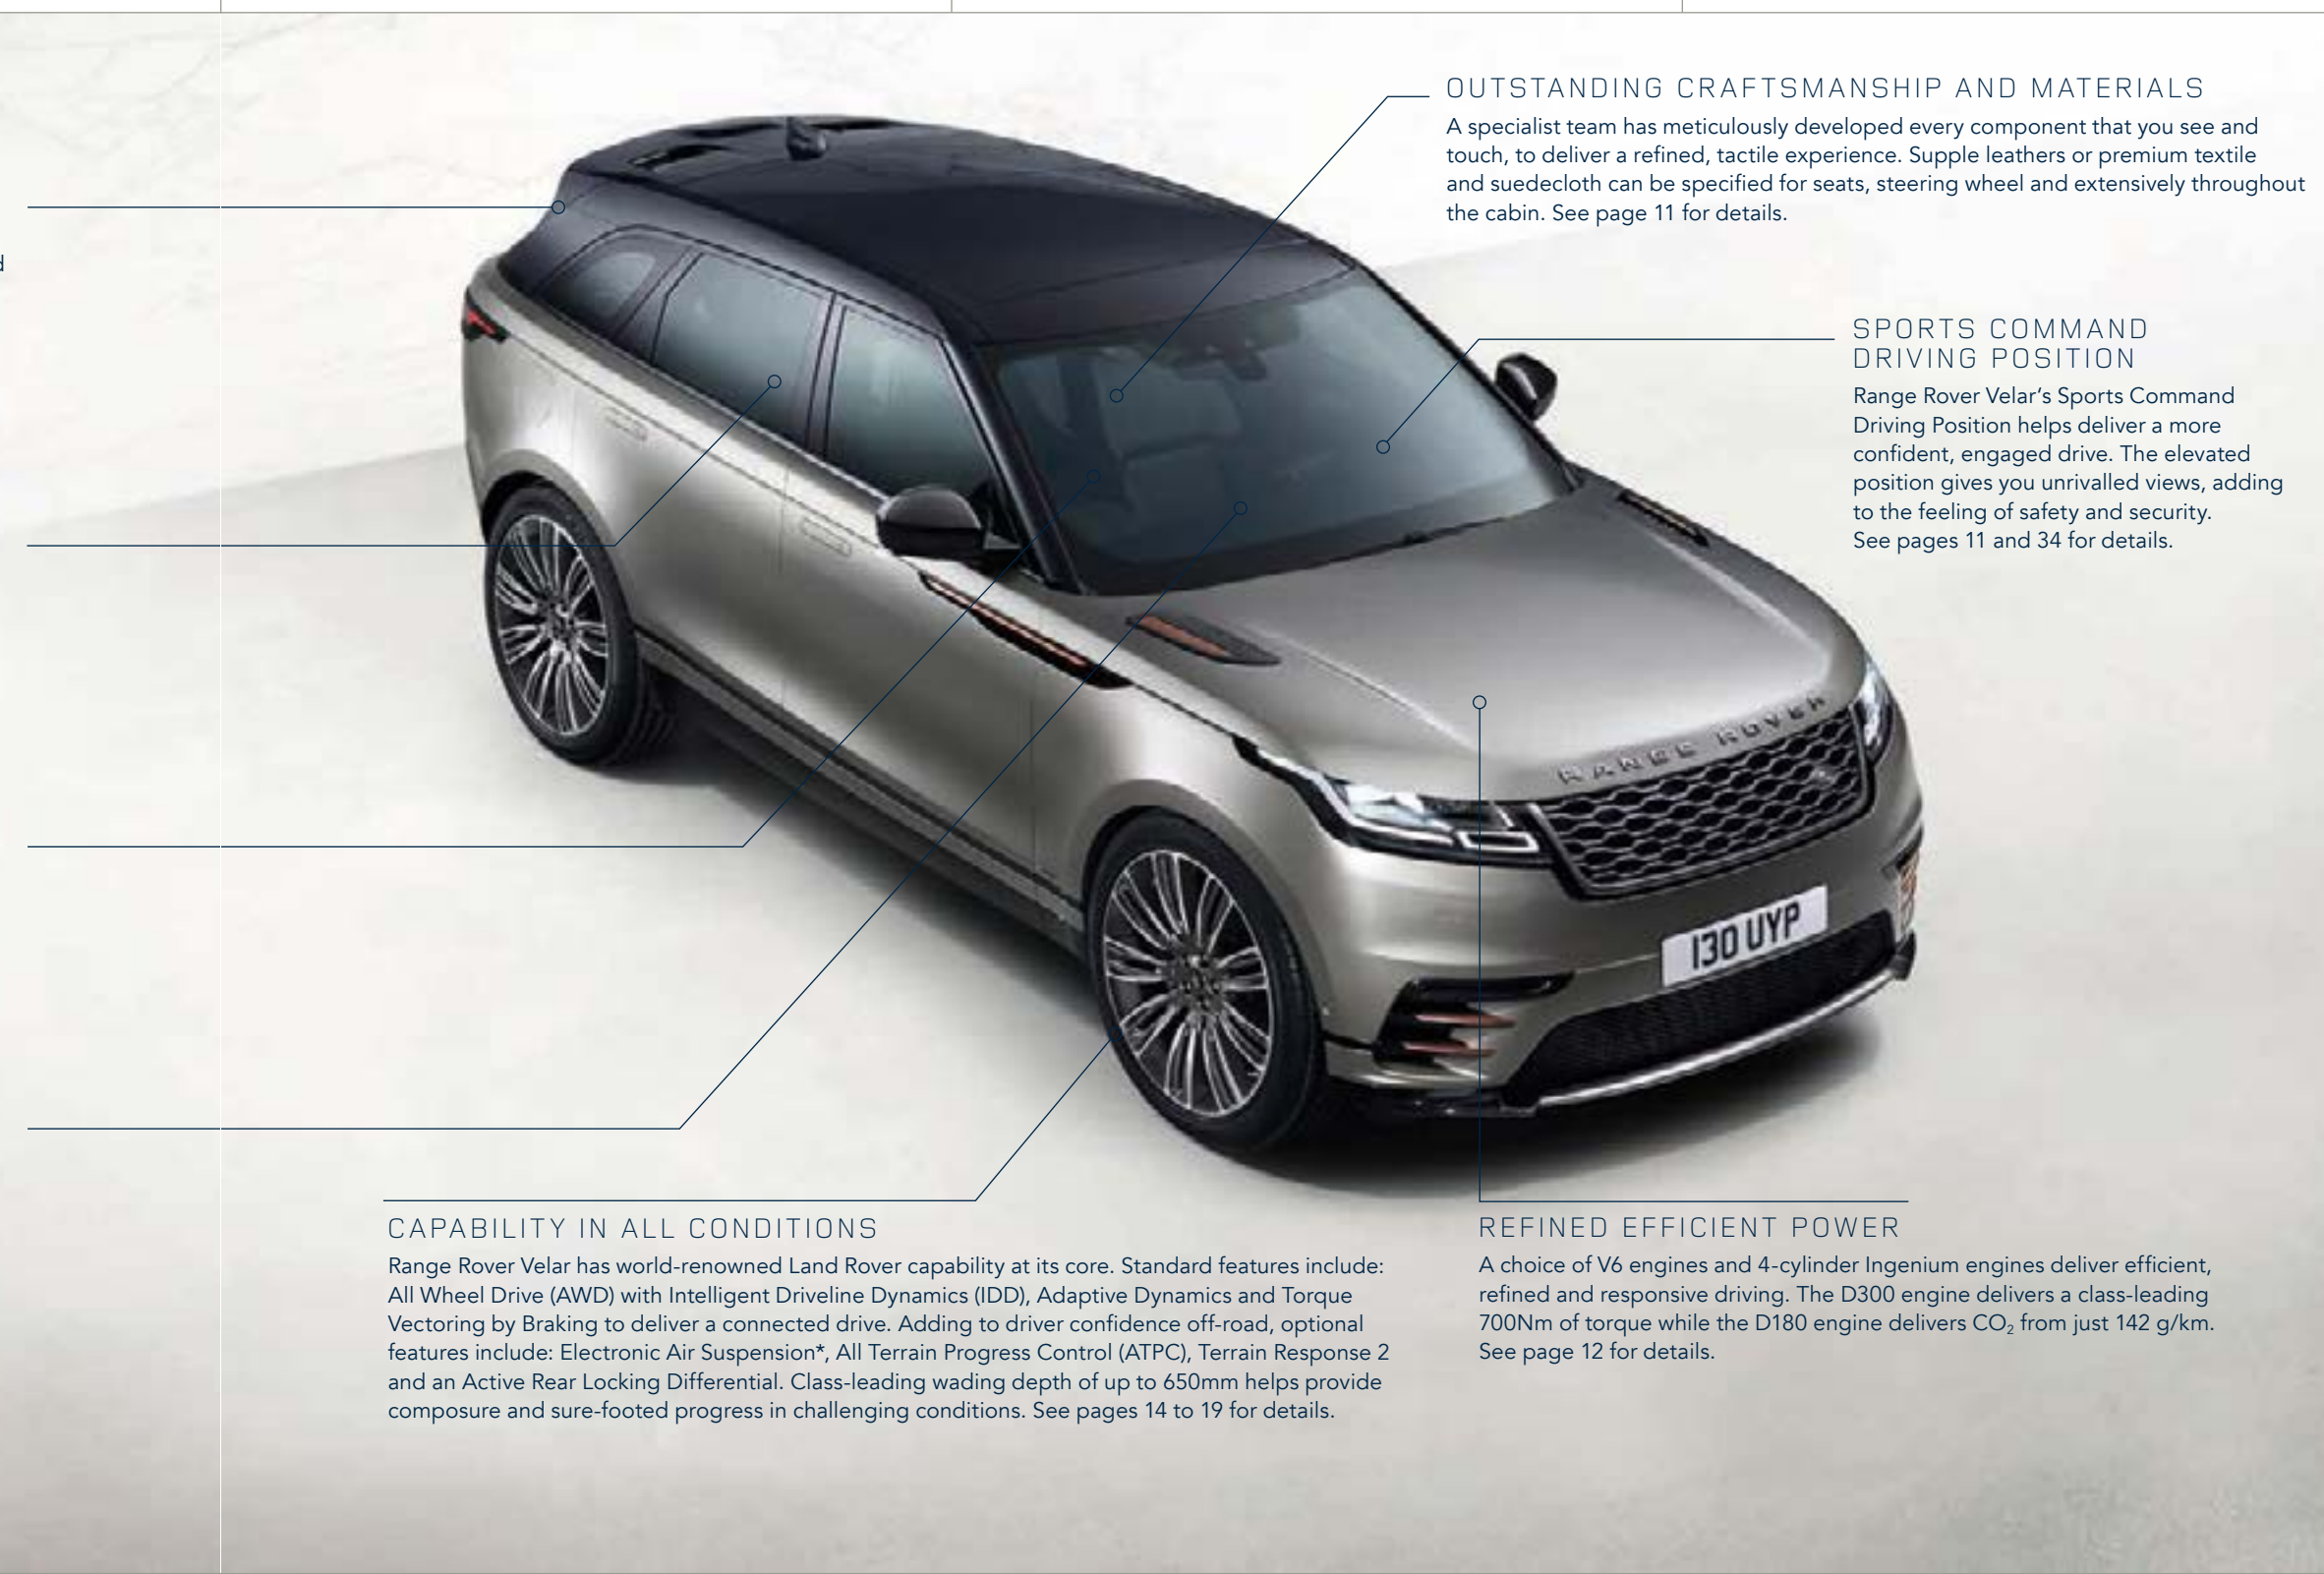 OUTSTANDING CRAFTSMANSHIP AND MATERIALS
A specialist team has meticulously developed every component that you see and
touch, to deliver a refined, tactile experience. Supple leathers or premium textile
and suedecloth can be specified for seats, steering wheel and extensively throughout
the cabin. See page 11 for details.
SPORTS COMMAND
DRIVING POSITION
Range Rover Velar‘s Sports Command
Driving Position helps deliver a more
confident, engaged drive. The elevated
position gives you unrivalled views, adding
to the feeling of safety and security.
See pages 11 and 34 for details.
RANGE ROVER
130 UYP
CAPABILITY IN ALL CONDITIONS
Range Rover Velar has world-renowned Land Rover capability at its core. Standard features include:
All Wheel Drive (AWD) with Intelligent Driveline Dynamics (IDD), Adaptive Dynamics and Torque
Vectoring by Braking to deliver a connected drive. Adding to driver confidence off-road, optional
features include: Electronic Air Suspension*, All Terrain Progress Control (ATPC), Terrain Response 2
and an Active Rear Locking Differential. Class-leading wading depth of up to 650mm helps provide
composure and sure-footed progress in challenging conditions. See pages 14 to 19 for details.
REFINED EFFICIENT POWER
A choice of V6 engines and 4-cylinder Ingenium engines deliver efficient,
refined and responsive driving. The D300 engine delivers a class-leading
700Nm of torque while the D180 engine delivers CO₂ from just 142 g/km.
See page 12 for details.